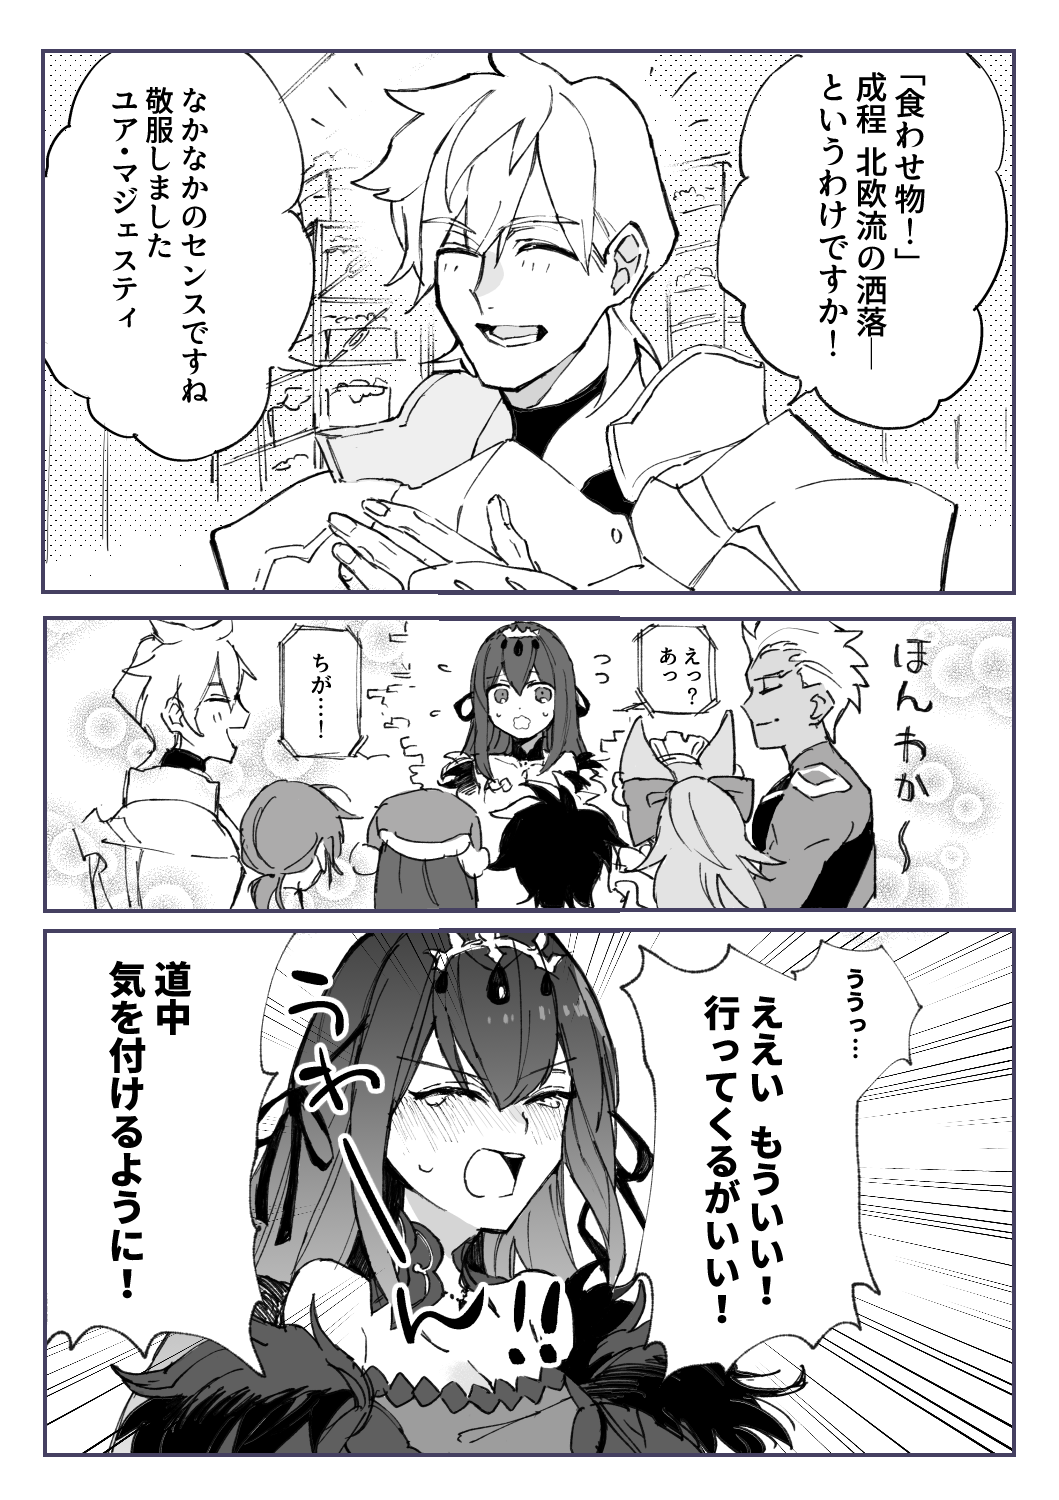 「食わせ物！」
成程 北欧流の洒落―
というわけですか！
なかなかのセンスですね
敬服しました
ユア・マジェスティ
ほんわか～
えっ？
あっ
ちが…！
ううっ…
ええい もういい！
行ってくるがいい！
うわーん!!
道中
気を付けるように！